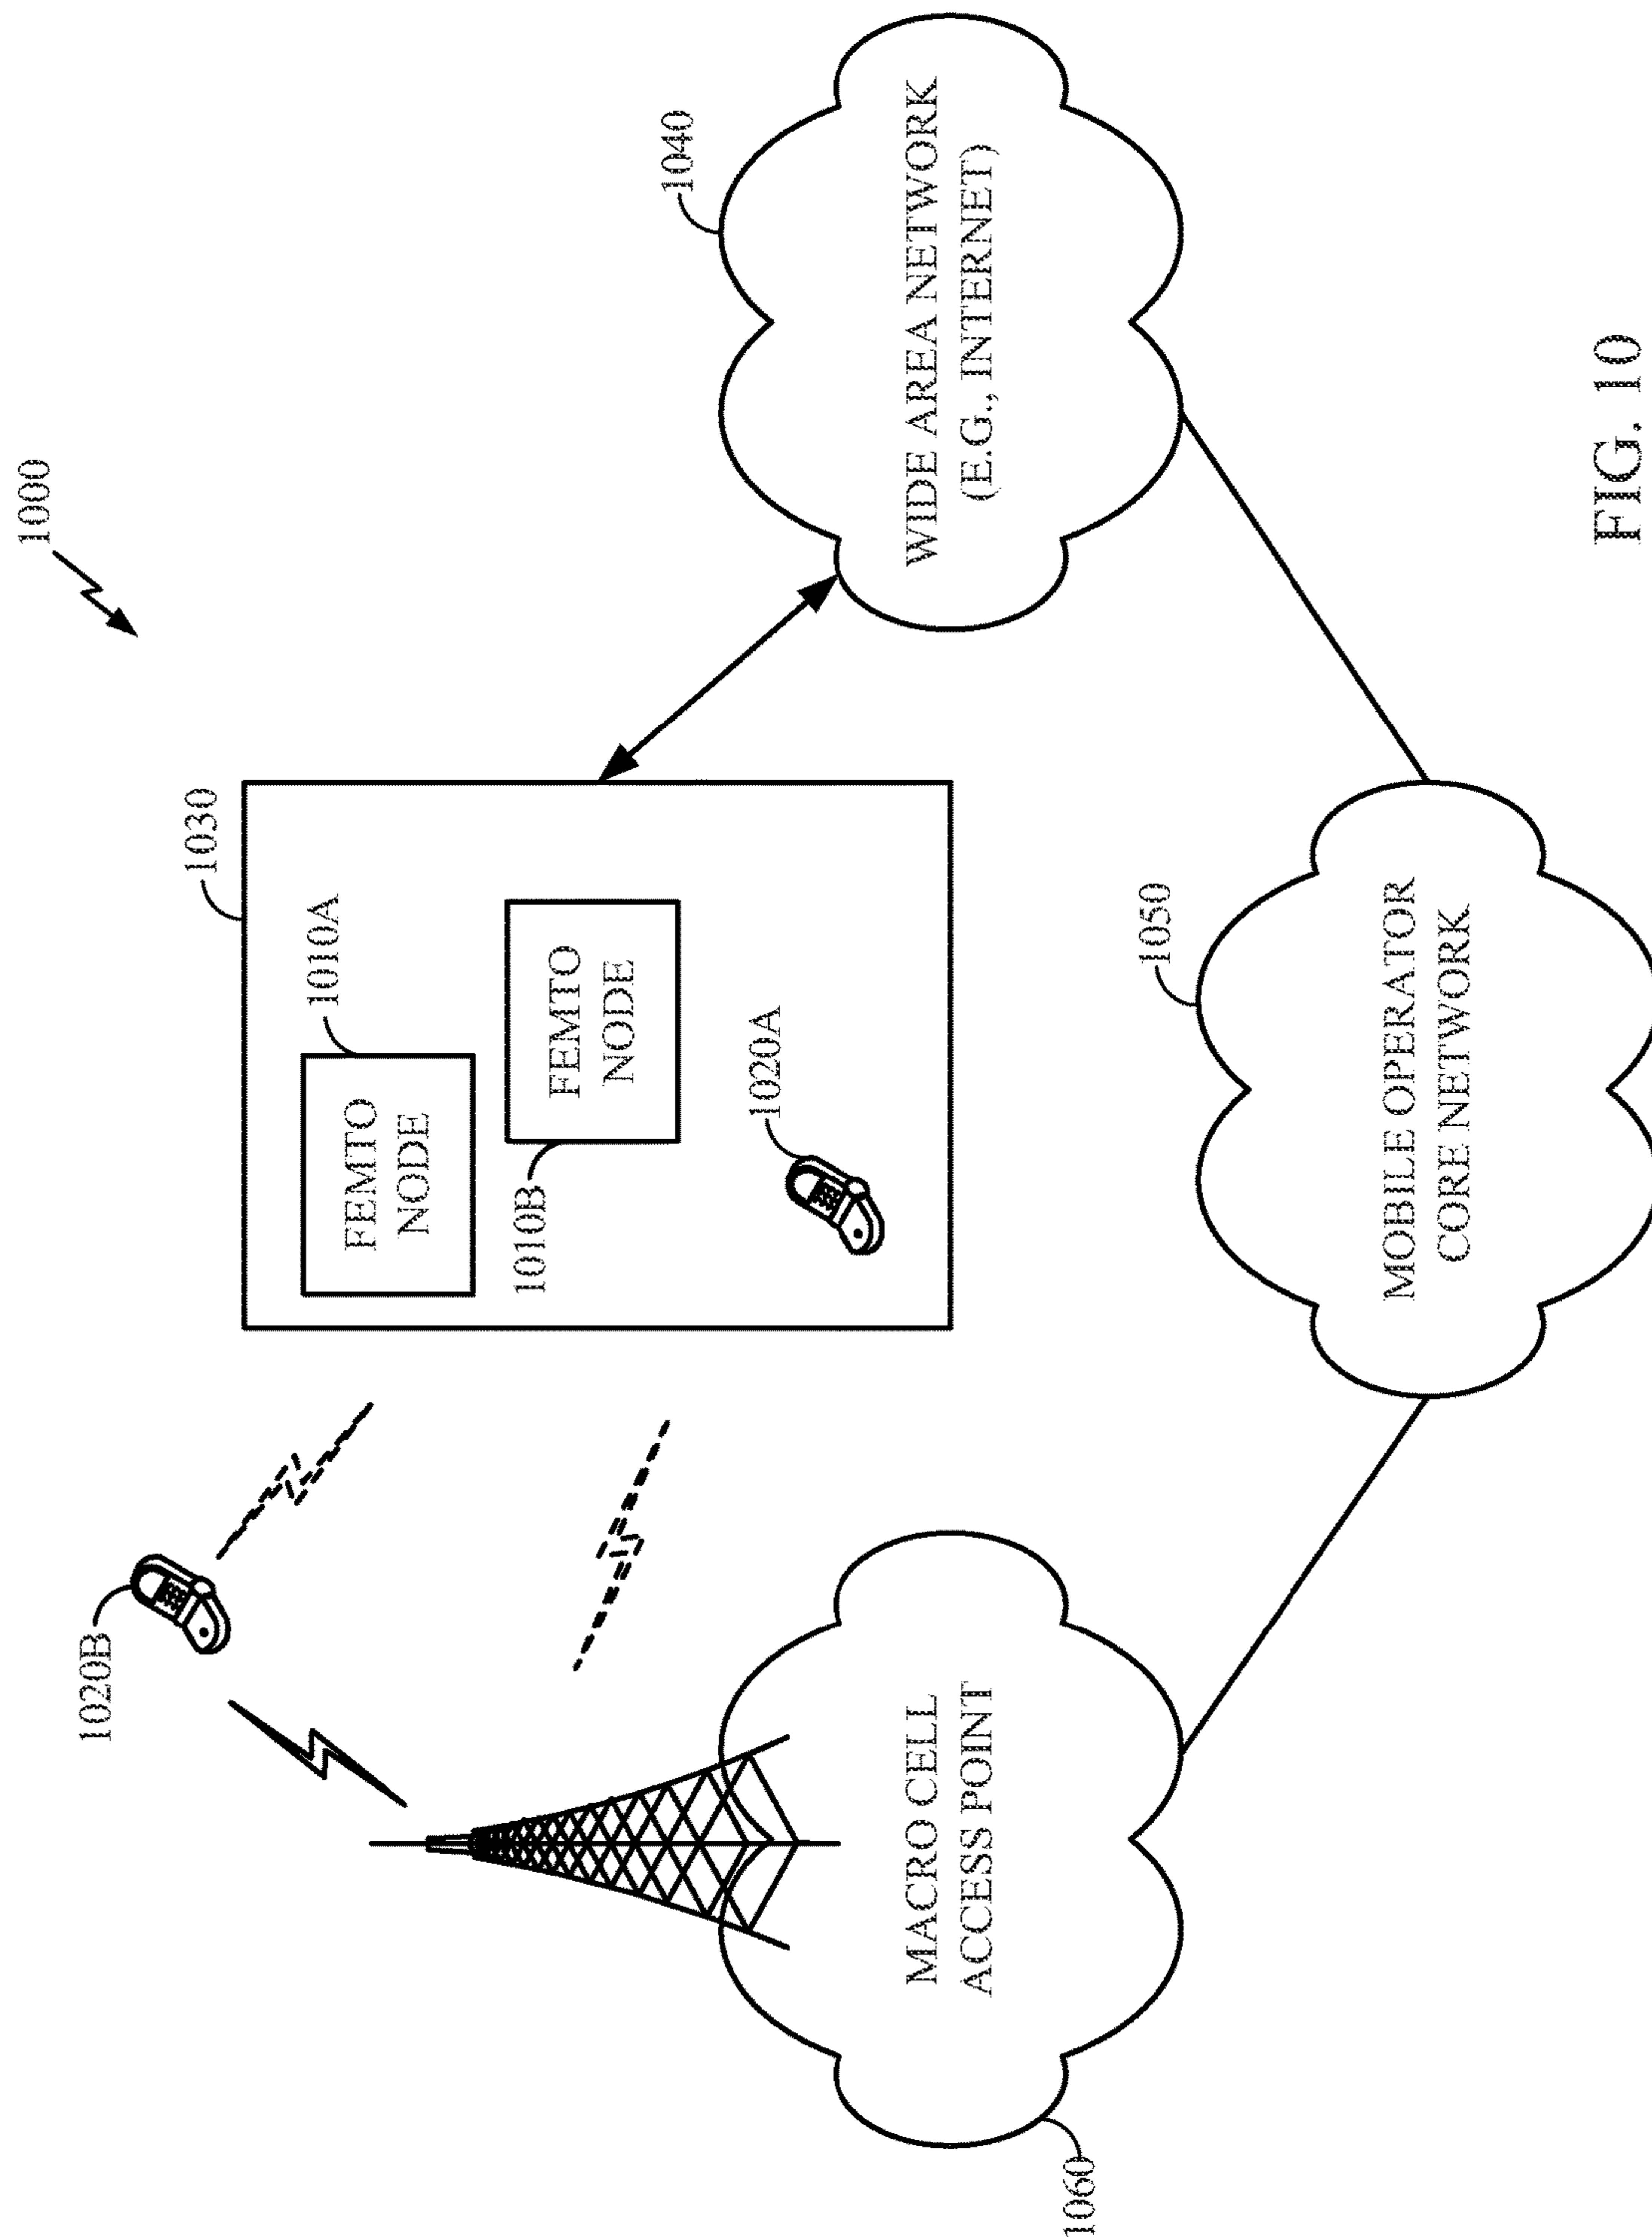 1000
1020B
1030
1010A
FEMTO
NODE
FEMTO
NODE
1010B
1020A
1040
WIDE AREA NETWORK
(E.G., INTERNET)
MACRO CELL
ACCESS POINT
1060
1050
MOBILE OPERATOR
CORE NETWORK
FIG. 10